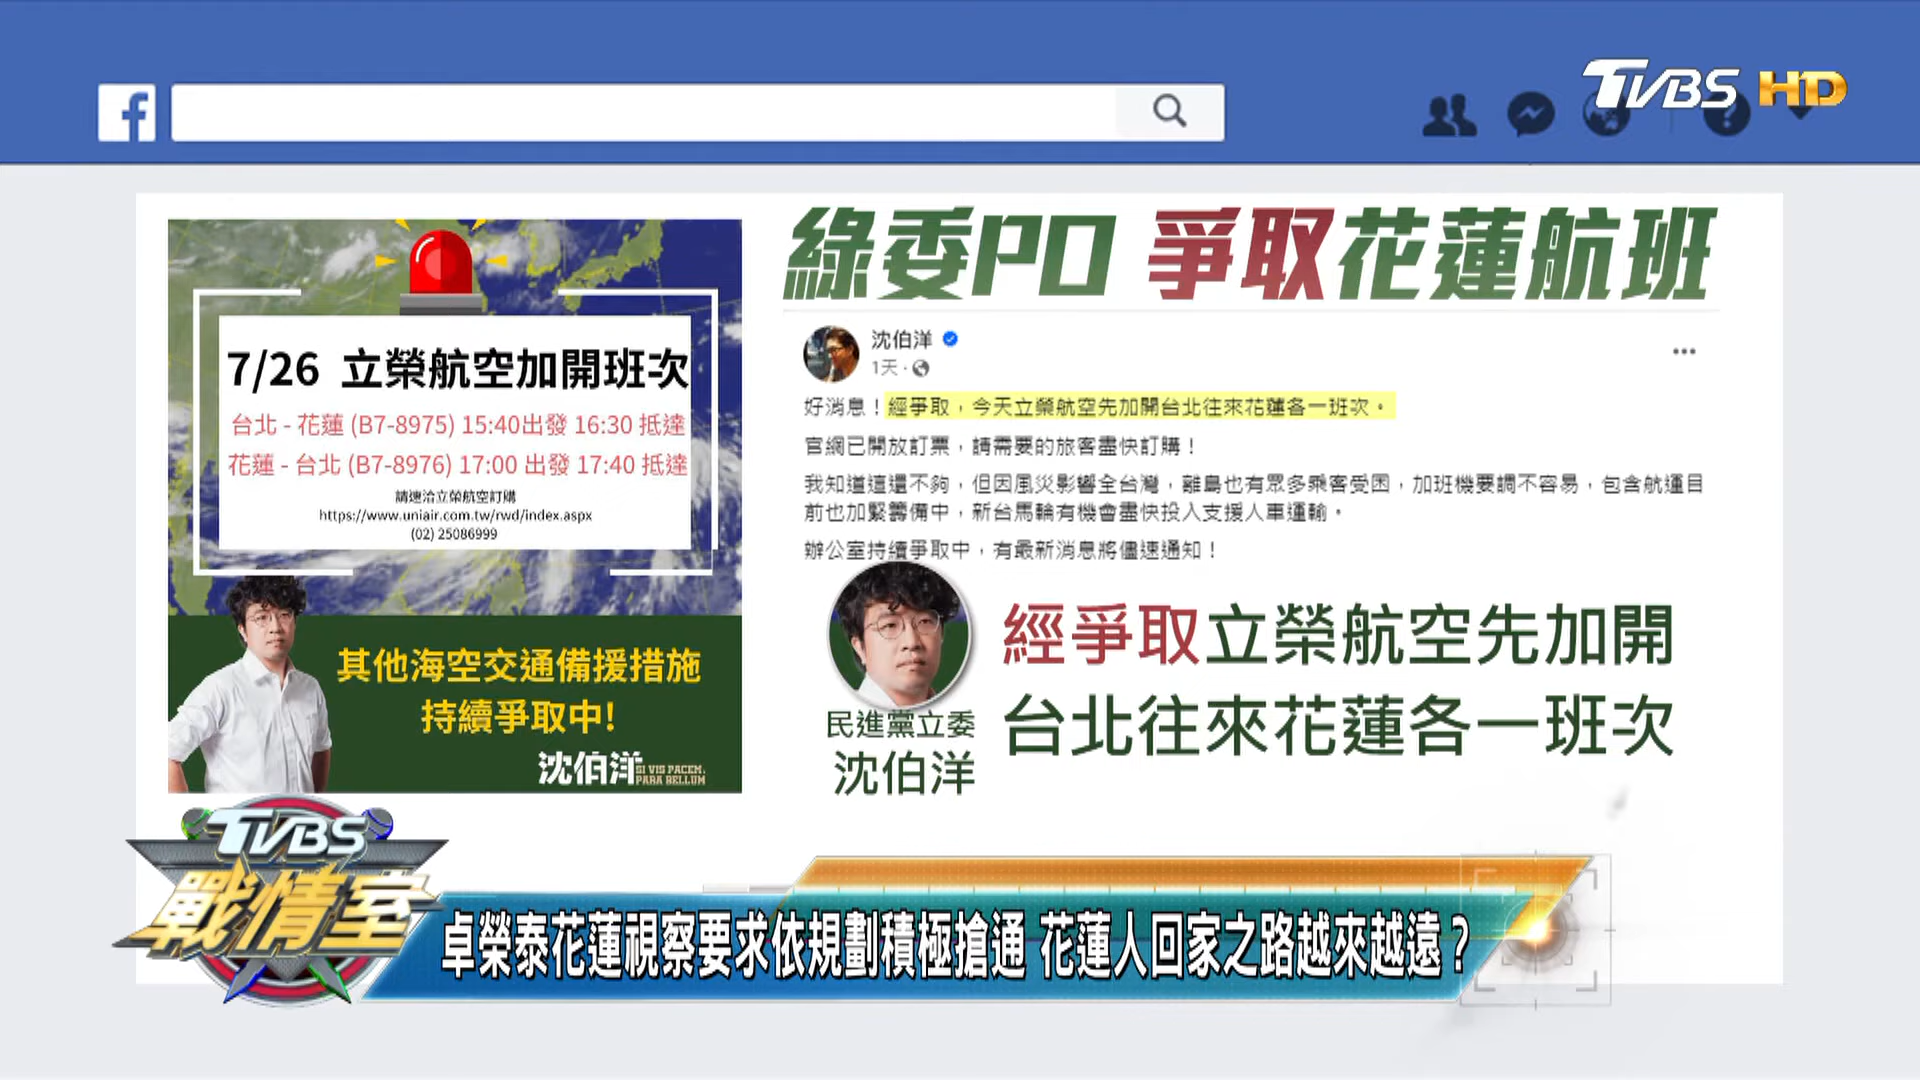 TVBS HD
綠委PO 爭取花蓮航班
7/26 立榮航空加開班次
台北 - 花蓮 (B7-8975) 15:40出發 16:30 抵達
花蓮 - 台北 (B7-8976) 17:00 出發 17:40 抵達
請速洽立榮航空訂購
https://www.uniair.com.tw/rwd/index.aspx
(02) 25086999
其他海空交通備援措施
持續爭取中!
沈伯洋
SI VIS PACEM,
PARA BELLUM
沈伯洋
1天
好消息！經爭取，今天立榮航空先加開台北往來花蓮各一班次。
官網已開放訂票，請需要的旅客盡快訂購！
我知道這還不夠，但因風災影響全台灣，離島也有眾多乘客受困，加班機要調不容易，包含航運目
前也加緊籌備中，新台馬輪有機會盡快投入支援人車運輸。
辦公室持續爭取中，有最新消息將儘速通知！
經爭取立榮航空先加開
台北往來花蓮各一班次
民進黨立委
沈伯洋
TVBS
戰情室
卓榮泰花蓮視察要求依規劃積極搶通 花蓮人回家之路越來越遠？